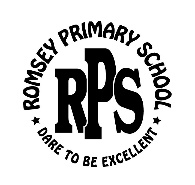 ROMSEY PRIMARY SCHOOL
RPS
★ DARE TO BE EXCELLENT ★